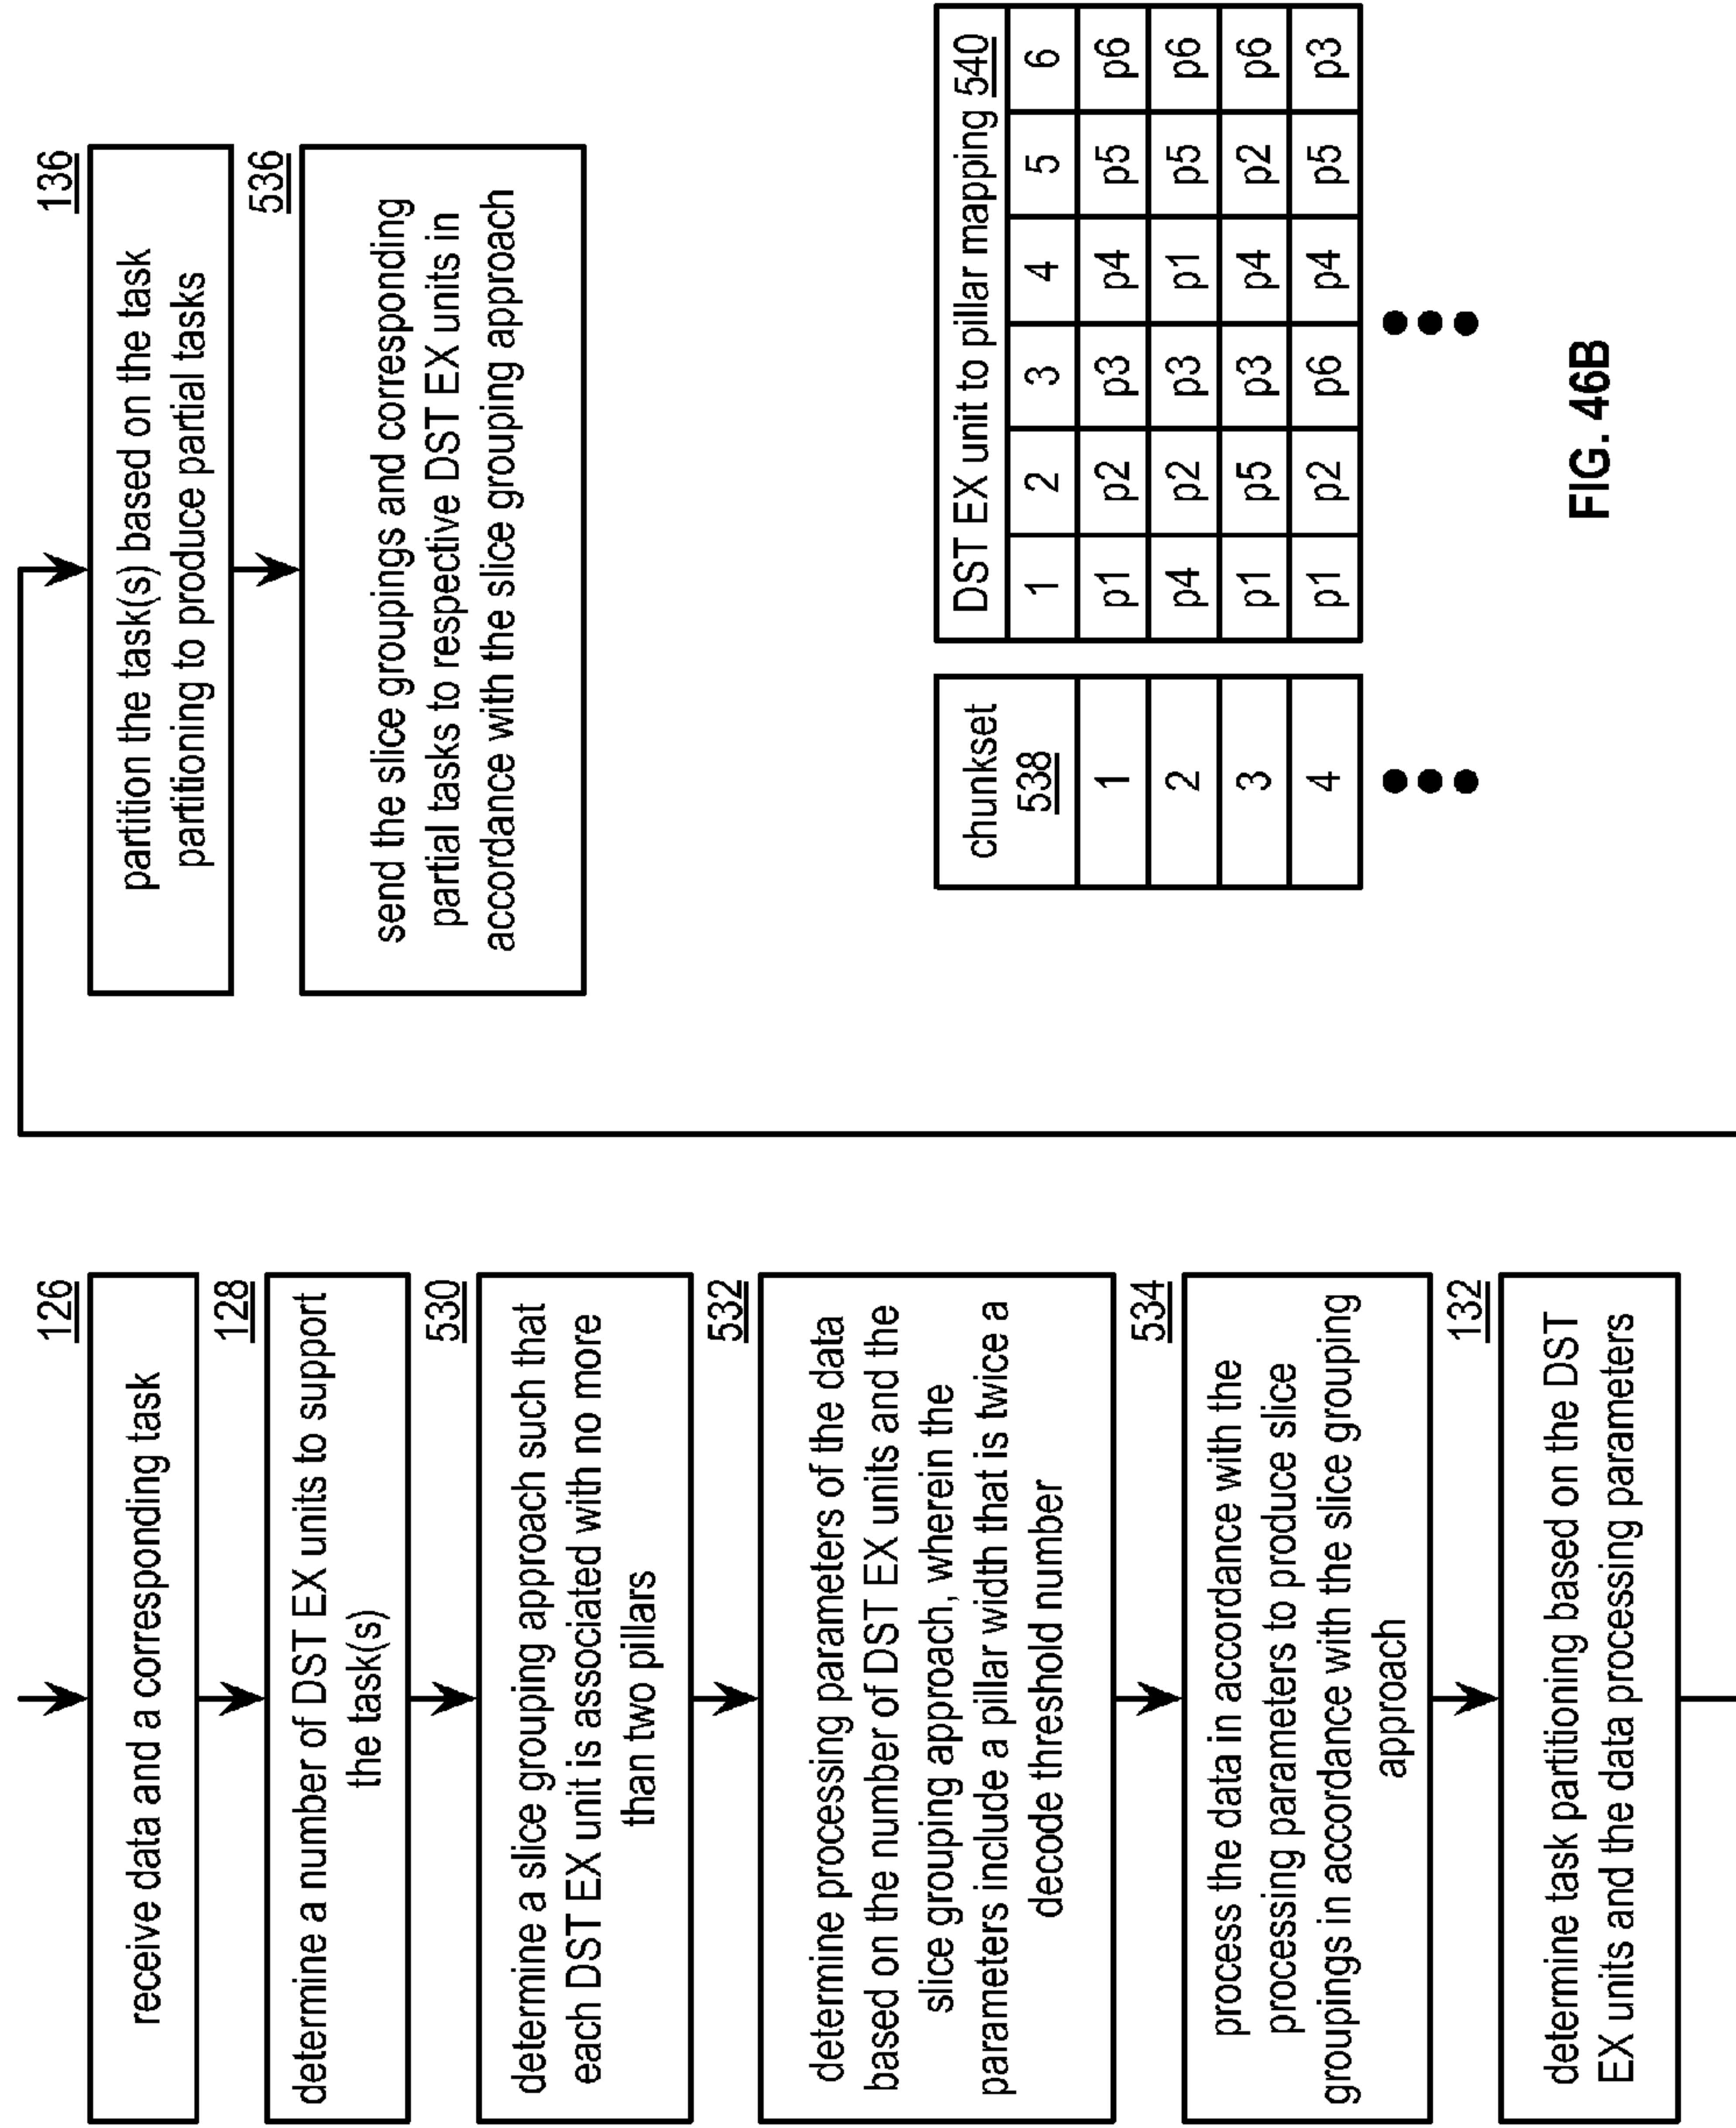 126
receive data and a corresponding task
128
determine a number of DST EX units to support
the task(s)
530
determine a slice grouping approach such that
each DST EX unit is associated with no more
than two pillars
532
determine processing parameters of the data
based on the number of DST EX units and the
slice grouping approach, wherein the
parameters include a pillar width that is twice a
decode threshold number
534
process the data in accordance with the
processing parameters to produce slice
groupings in accordance with the slice grouping
approach
132
determine task partitioning based on the DST
EX units and the data processing parameters
136
partition the task(s) based on the task
partitioning to produce partial tasks
536
send the slice groupings and corresponding
partial tasks to respective DST EX units in
accordance with the slice grouping approach
chunkset
538
DST EX unit to pillar mapping 540
1 2 3 4 5 6
1 p1 p2 p3 p4 p5 p6
2 p4 p2 p3 p1 p5 p6
3 p1 p5 p3 p4 p2 p6
4 p1 p2 p6 p4 p5 p3
FIG. 46B